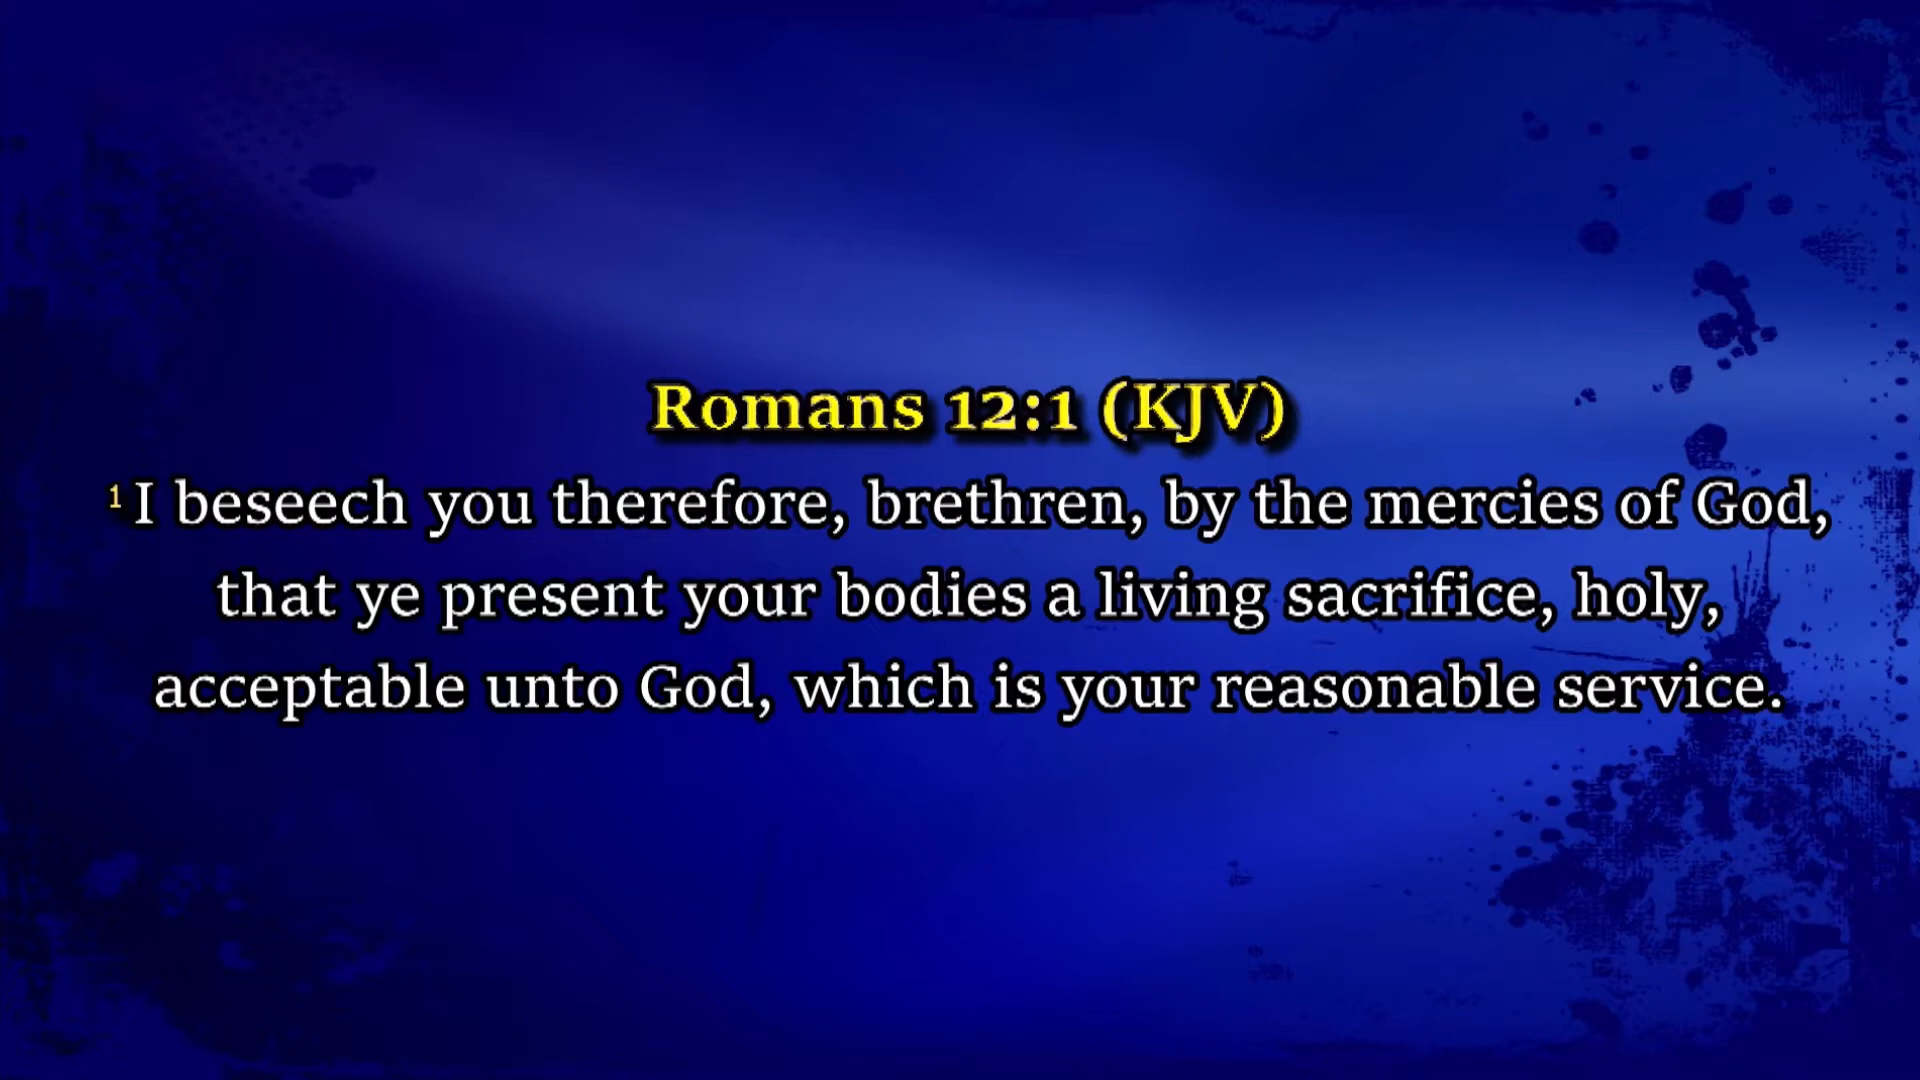 Romans 12:1 (KJV)
1 I beseech you therefore, brethren, by the mercies of God,
that ye present your bodies a living sacrifice, holy,
acceptable unto God, which is your reasonable service.